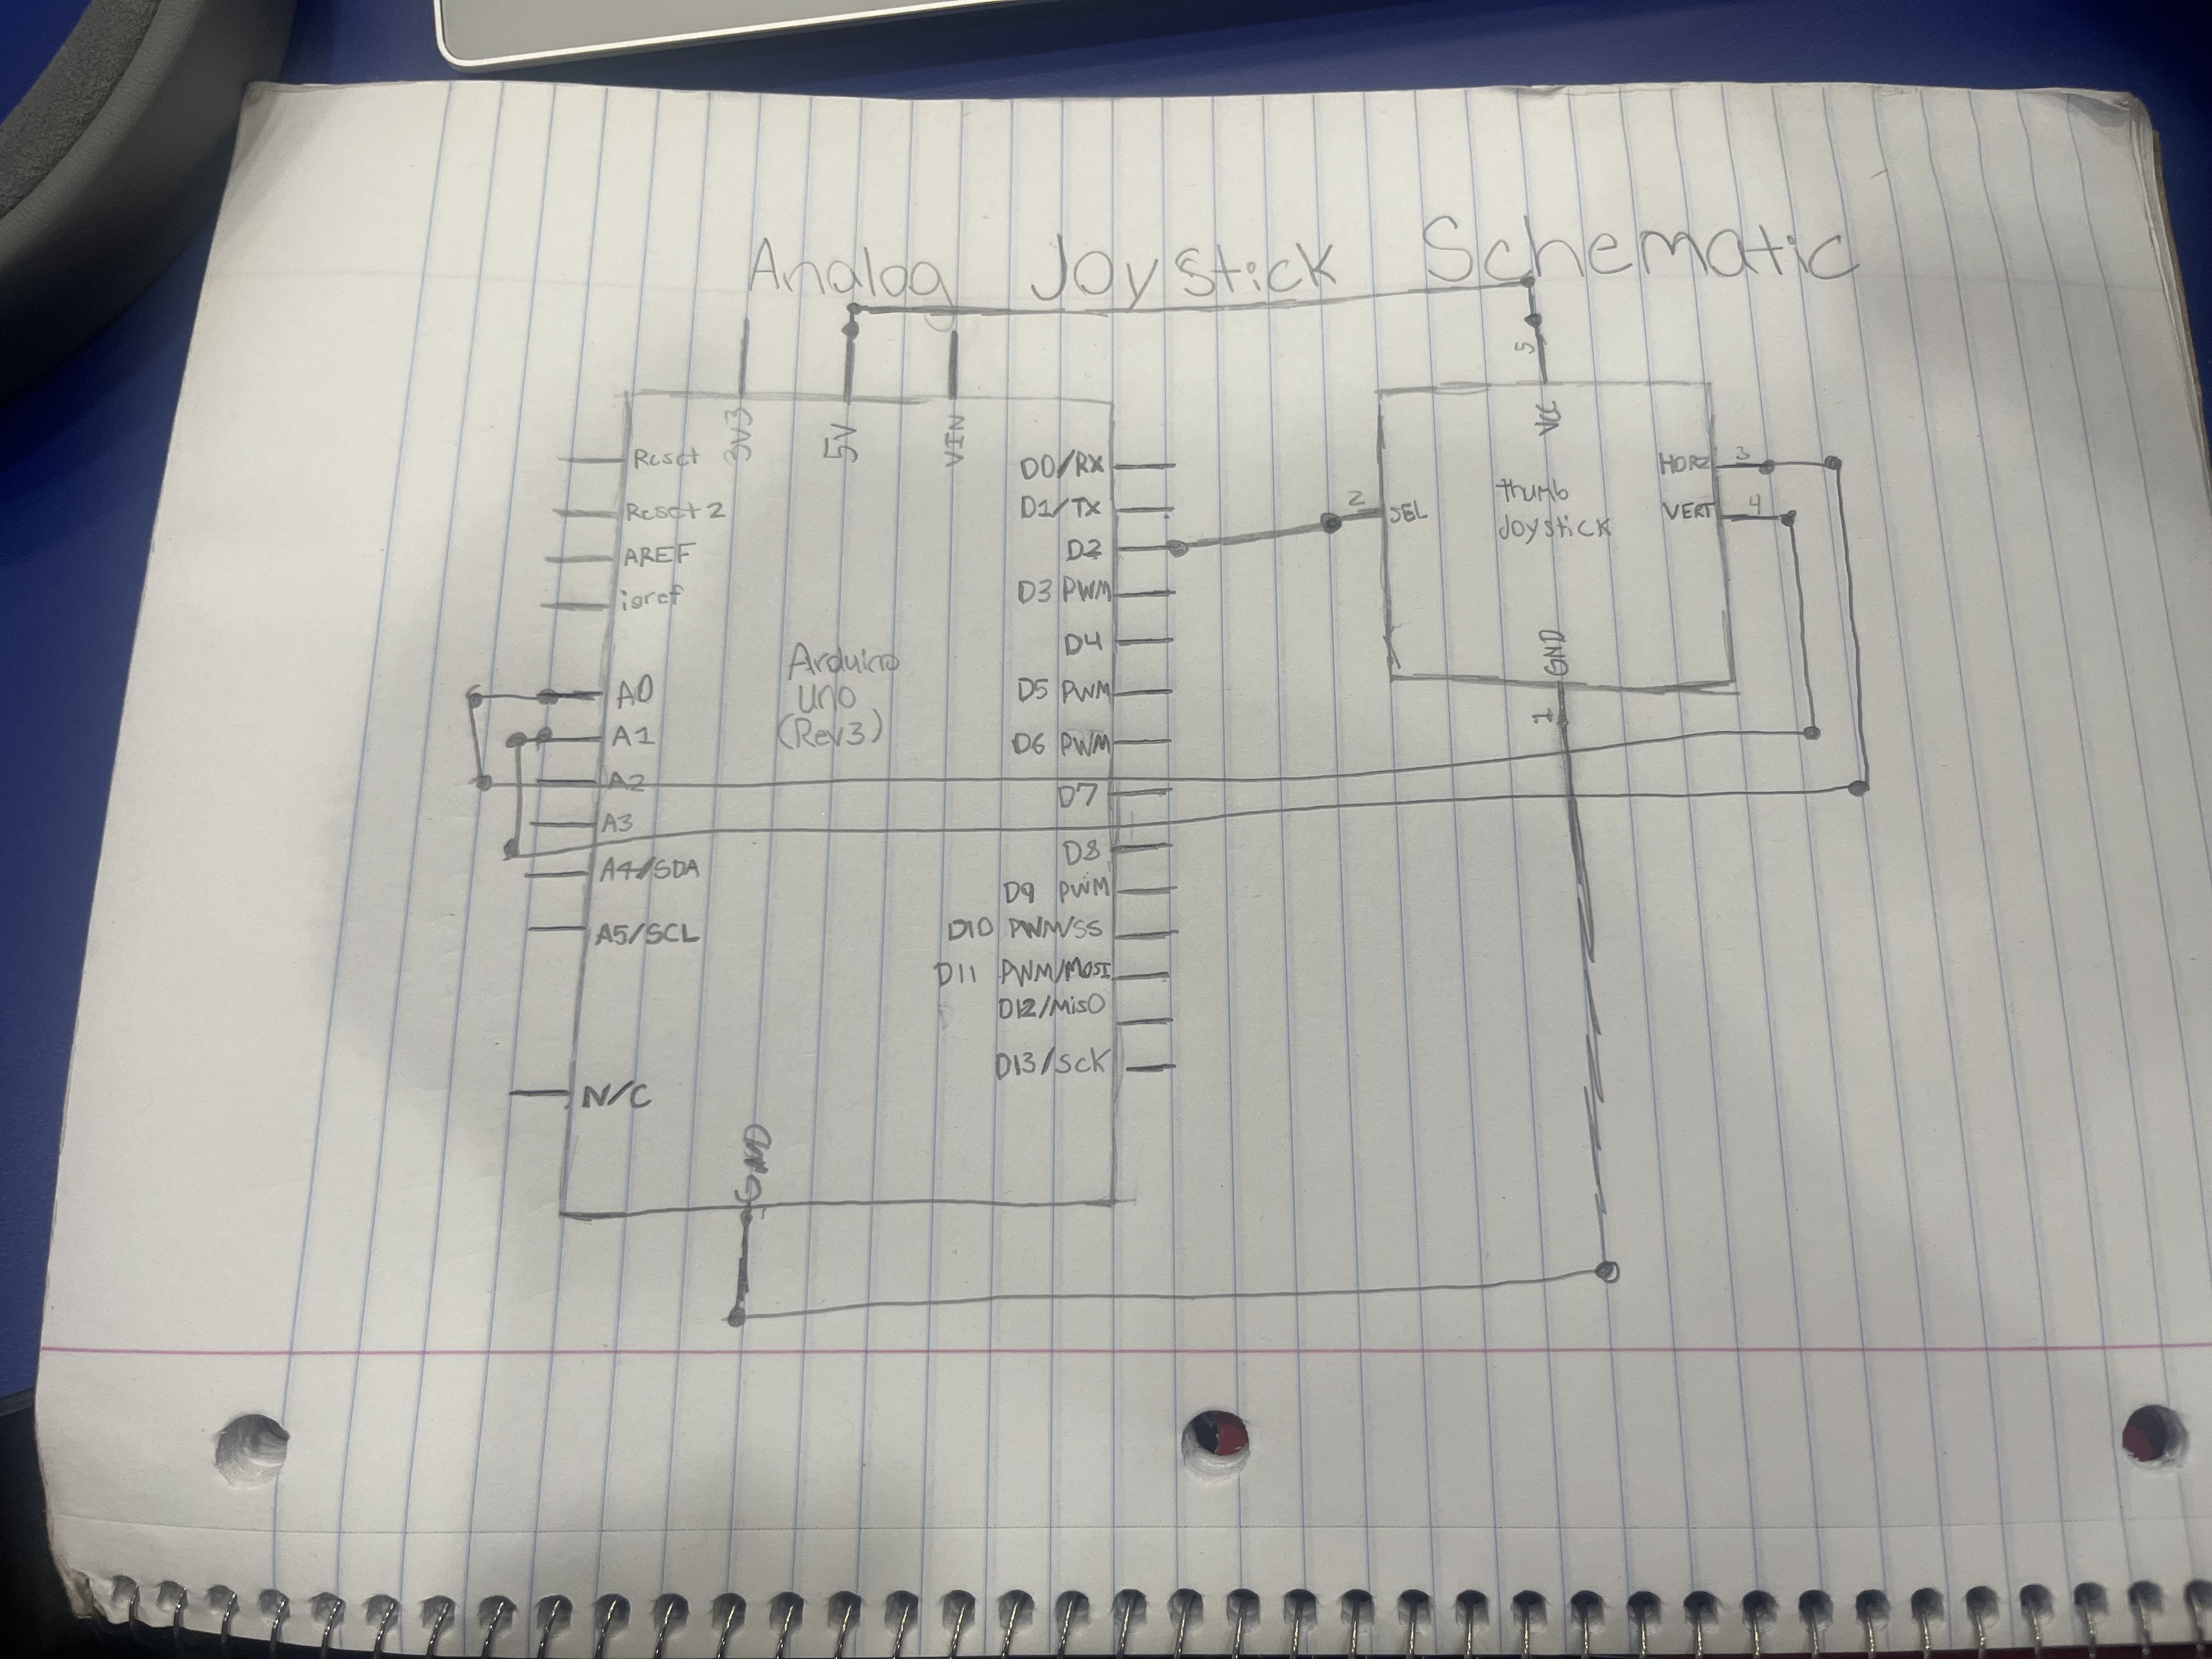 Analog Joystick Schematic
3V3
5V
VIN
Reset
Reset 2
AREF
ioref
A0
A1
A2
A3
A4/SDA
A5/SCL
N/C
Arduino
Uno
(Rev3)
D0/RX
D1/TX
D2
D3 PWM
D4
D5 PWM
D6 PWM
D7
D8
D9 PWM
D10 PWM/SS
D11 PWM/MOSI
D12/MISO
D13/SCK
GND
5
2
SEL
thumb
Joystick
HORZ
3
VERT
4
GND